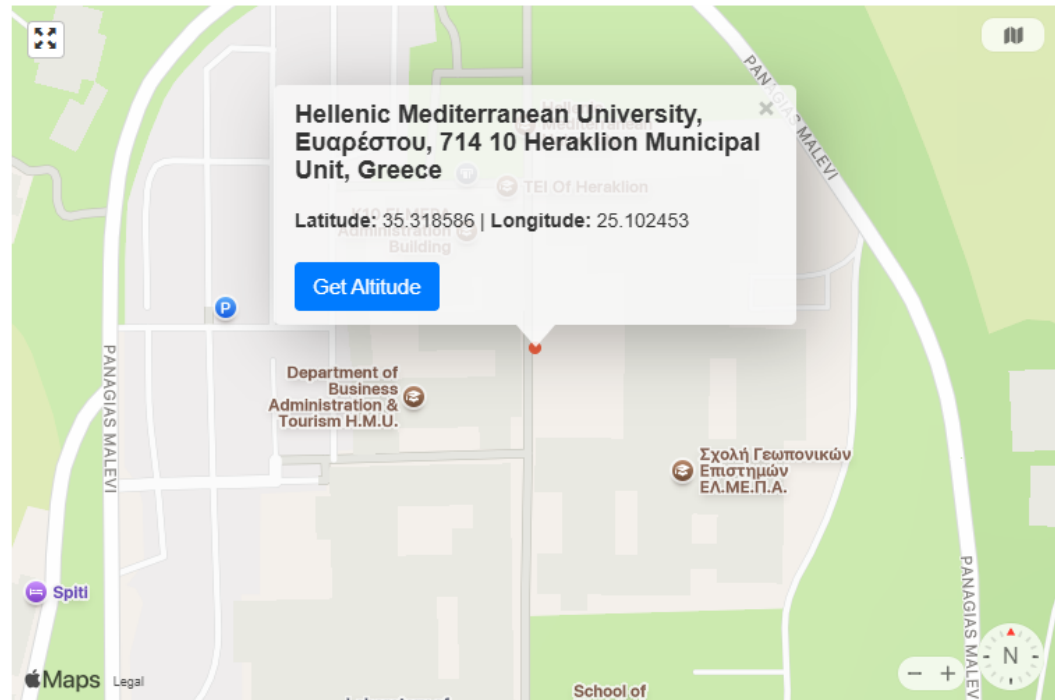 PANAGIAS MALEVI
Hellenic Mediterranean University,
Ευαρέστου, 714 10 Heraklion Municipal
Unit, Greece
×
Hellenic
Mediterranean
TEI Of Heraklion
Latitude: 35.318586 | Longitude: 25.102453
Administration
Building
Get Altitude
P
PANAGIAS MALEVI
Department of
Business
Administration &
Tourism H.M.U.
Σχολή Γεωπονικών
Επιστημών
ΕΛ.ΜΕ.Π.Α.
PANAGIAS MALEVI
Spiti
Maps Legal
School of
N